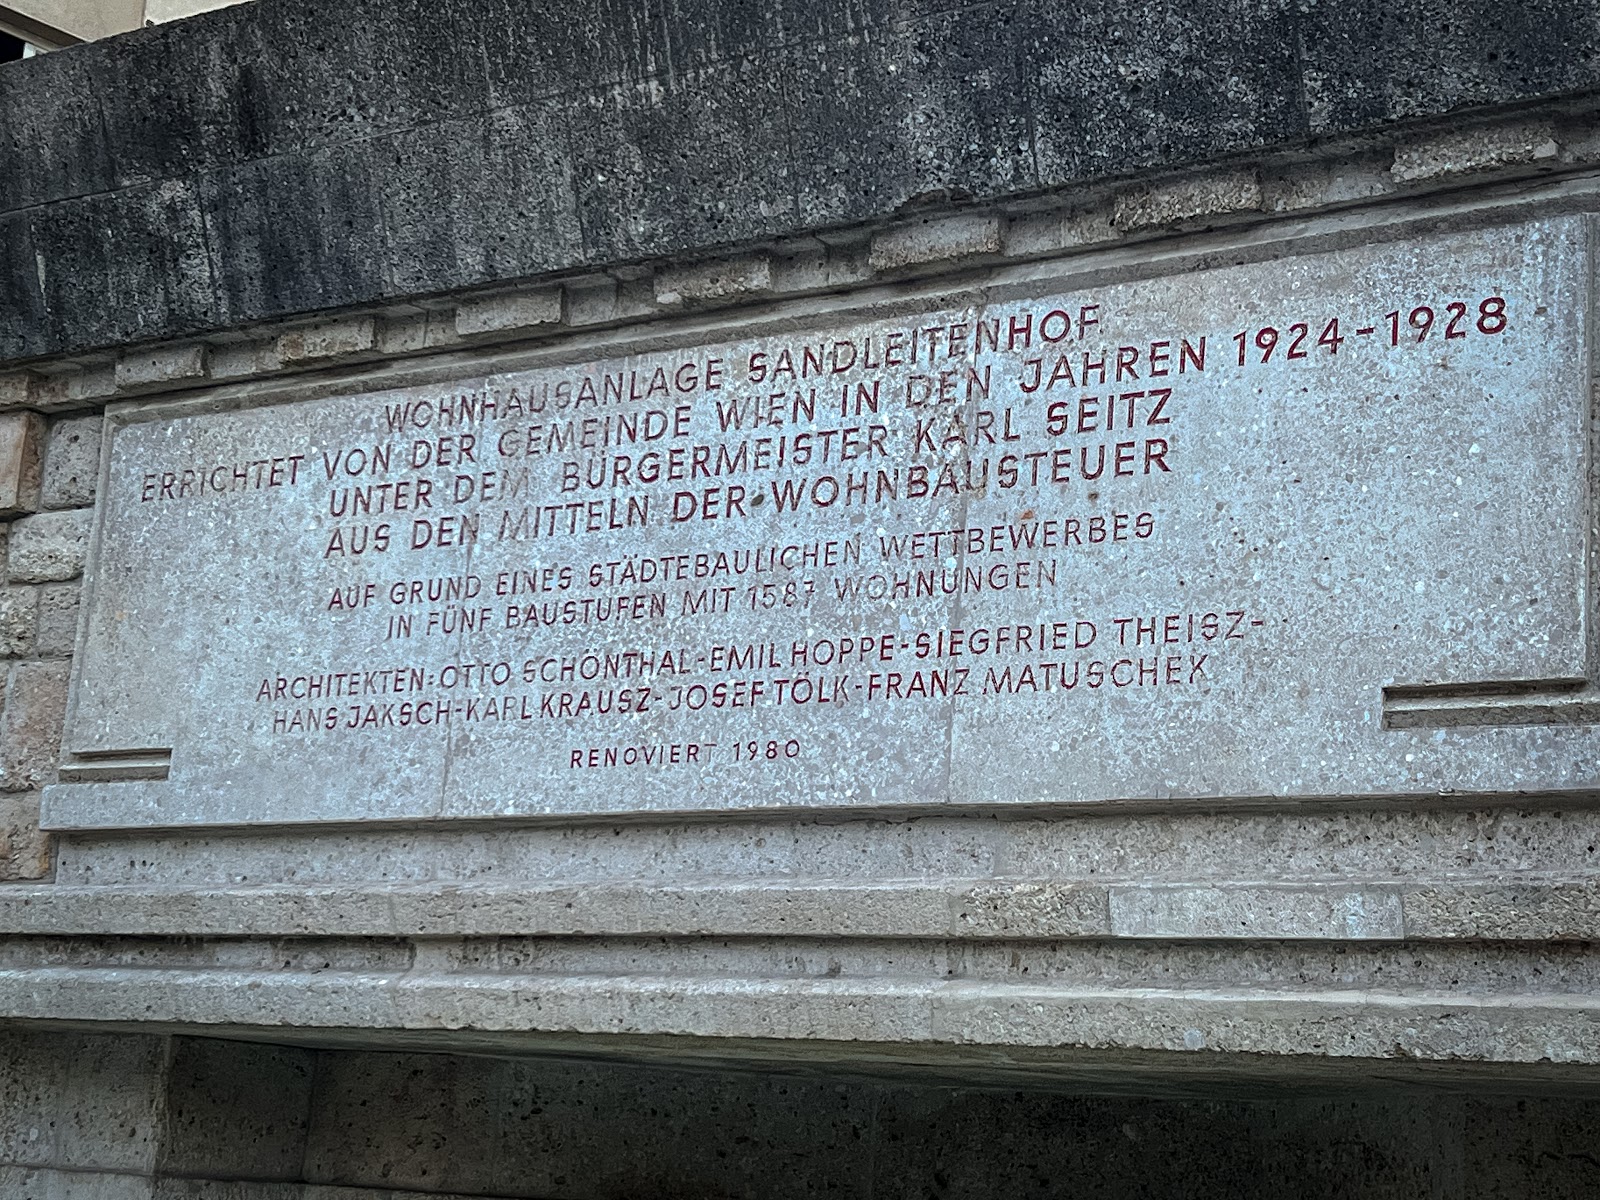 WOHNHAUSANLAGE SANDLEITENHOF
ERRICHTET VON DER GEMEINDE WIEN IN DEN JAHREN 1924-1928
UNTER DEM BÜRGERMEISTER KARL SEITZ
AUS DEN MITTELN DER WOHNBAUSTEUER
AUF GRUND EINES STÄDTEBAULICHEN WETTBEWERBES
IN FÜNF BAUSTUFEN MIT 1587 WOHNUNGEN
ARCHITEKTEN: OTTO SCHÖNTHAL-EMIL HOPPE-SIEGFRIED THEISZ-
HANS JAKSCH-KARL KRAUSZ-JOSEF TÖLK-FRANZ MATUSCHEK
RENOVIERT 1980